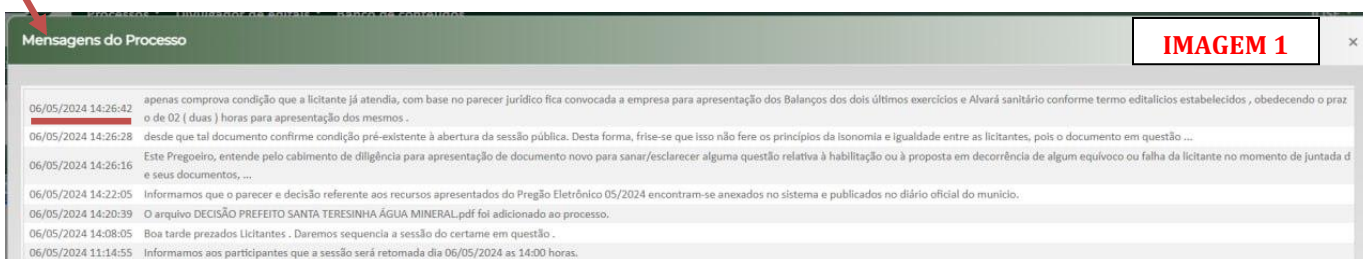 Processos Divulgador de editais Banco de conteúdos
Mensagens do Processo
IMAGEM 1
×
06/05/2024 14:26:42 apenas comprova condição que a licitante já atendia, com base no parecer jurídico fica convocada a empresa para apresentação dos Balanços dos dois últimos exercícios e Alvará sanitário conforme termo editalícios estabelecidos , obedecendo o praz
o de 02 ( duas ) horas para apresentação dos mesmos .
06/05/2024 14:26:28 desde que tal documento confirme condição pré-existente à abertura da sessão pública. Desta forma, frise-se que isso não fere os princípios da isonomia e igualdade entre as licitantes, pois o documento em questão ...
06/05/2024 14:26:16 Este Pregoeiro, entende pelo cabimento de diligência para apresentação de documento novo para sanar/esclarecer alguma questão relativa à habilitação ou à proposta em decorrência de algum equívoco ou falha da licitante no momento de juntada d
e seus documentos, ...
06/05/2024 14:22:05 Informamos que o parecer e decisão referente aos recursos apresentados do Pregão Eletrônico 05/2024 encontram-se anexados no sistema e publicados no diário oficial do municio.
06/05/2024 14:20:39 O arquivo DECISÃO PREFEITO SANTA TERESINHA ÁGUA MINERAL.pdf foi adicionado ao processo.
06/05/2024 14:08:05 Boa tarde prezados Licitantes . Daremos sequencia a sessão do certame em questão .
06/05/2024 11:14:55 Informamos aos participantes que a sessão será retomada dia 06/05/2024 as 14:00 horas.